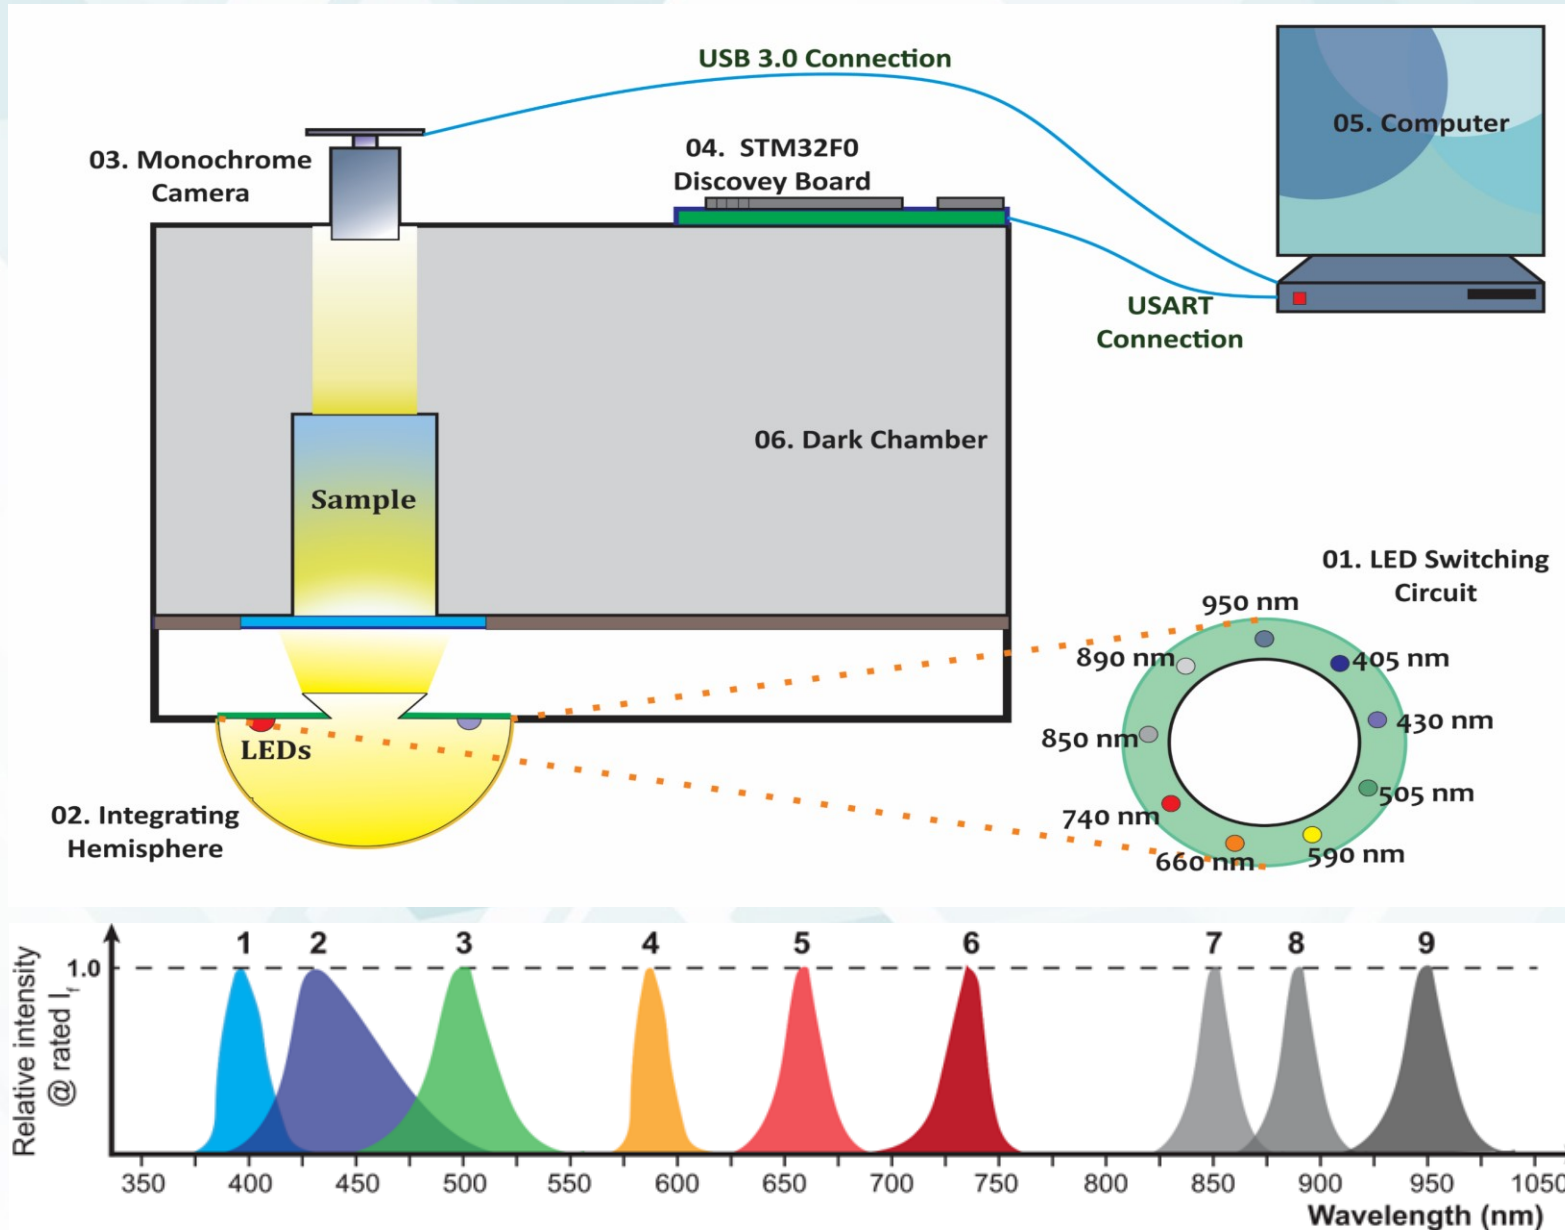 USB 3.0 Connection
03. Monochrome
Camera
04. STM32F0
Discovey Board
05. Computer
USART
Connection
06. Dark Chamber
Sample
LEDs
02. Integrating
Hemisphere
01. LED Switching
Circuit
950 nm
890 nm
405 nm
850 nm
430 nm
740 nm
505 nm
660 nm
590 nm
Relative intensity
@ rated If
1.0
1 2 3 4 5 6 7 8 9
350 400 450 500 550 600 650 700 750 800 850 900 950 1050
Wavelength (nm)